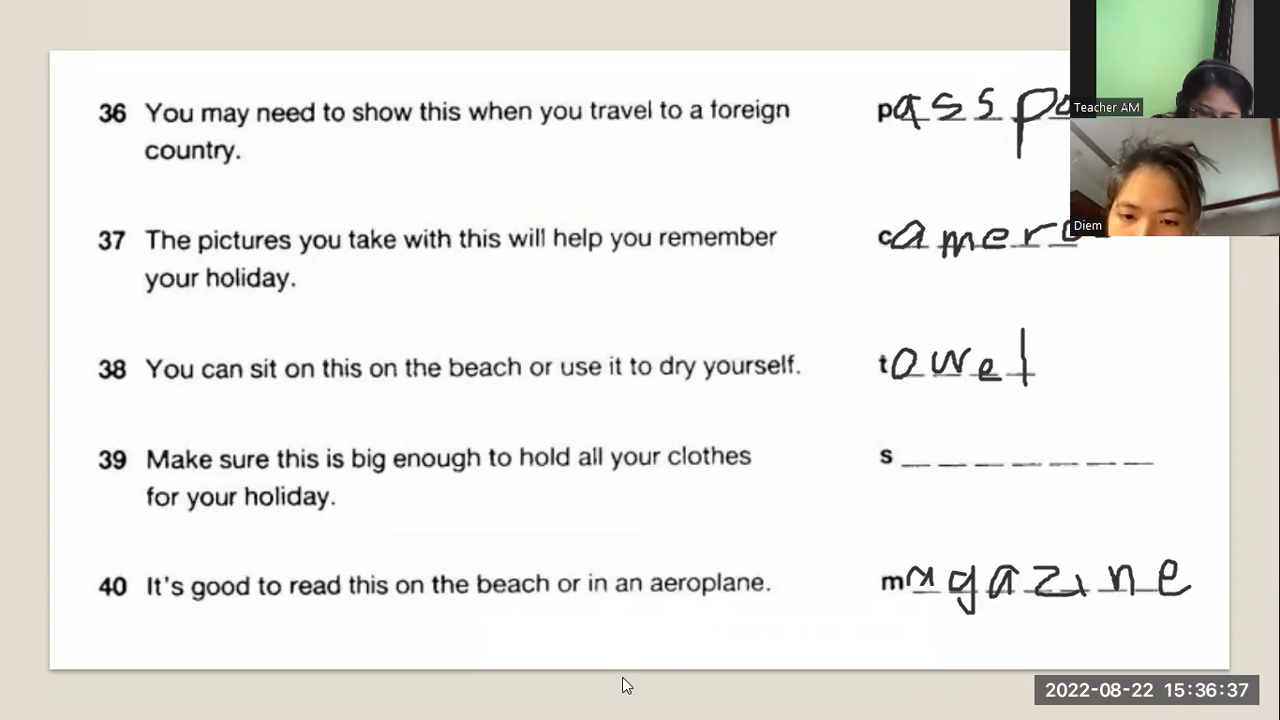 36 You may need to show this when you travel to a foreign passpo
country.
Teacher AM
Diem
37 The pictures you take with this will help you remember camera
your holiday.
38 You can sit on this on the beach or use it to dry yourself. towel
39 Make sure this is big enough to hold all your clothes s _ _ _ _ _ _ _
for your holiday.
40 It's good to read this on the beach or in an aeroplane. magazine
2022-08-22 15:36:37